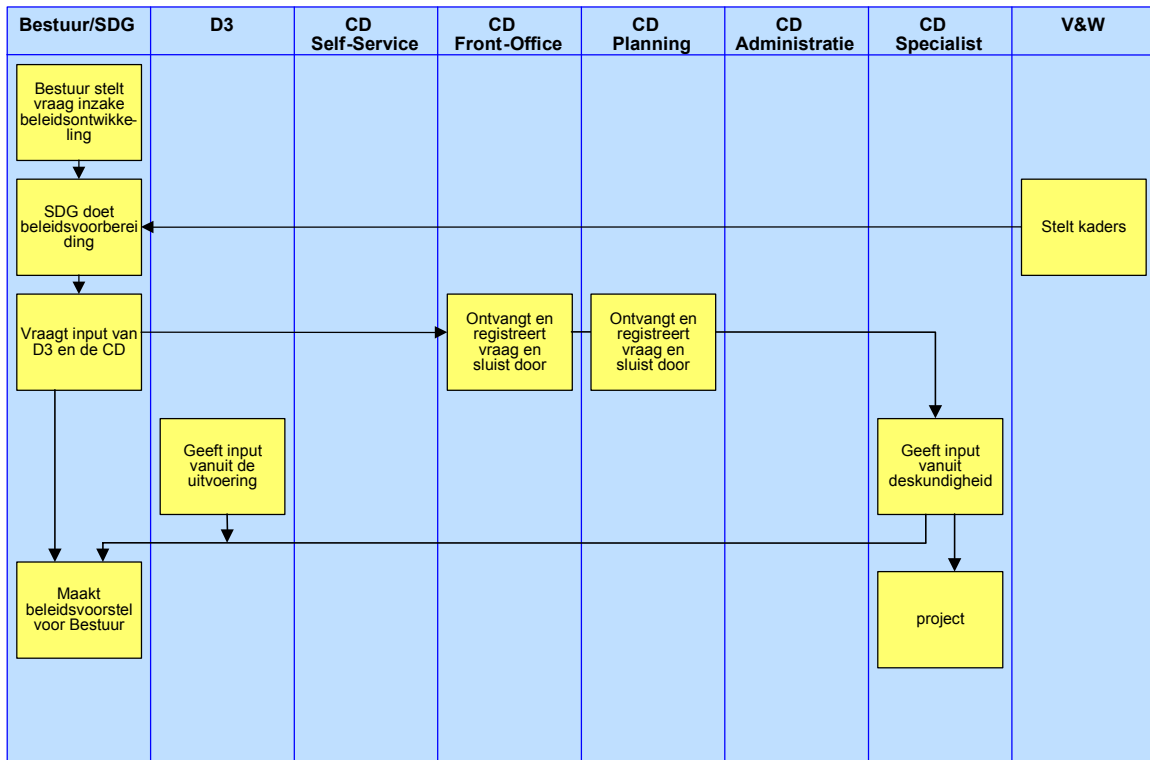 Bestuur/SDG
D3
CD
Self-Service
CD
Front-Office
CD
Planning
CD
Administratie
CD
Specialist
V&W
Bestuur stelt
vraag inzake
beleidsontwikke-
ling
SDG doet
beleidsvoorberei
ding
Stelt kaders
Vraagt input van
D3 en de CD
Ontvangt en
registreert
vraag en
sluist door
Ontvangt en
registreert
vraag en
sluist door
Geeft input
vanuit de
uitvoering
Geeft input
vanuit
deskundigheid
Maakt
beleidsvoorstel
voor Bestuur
project